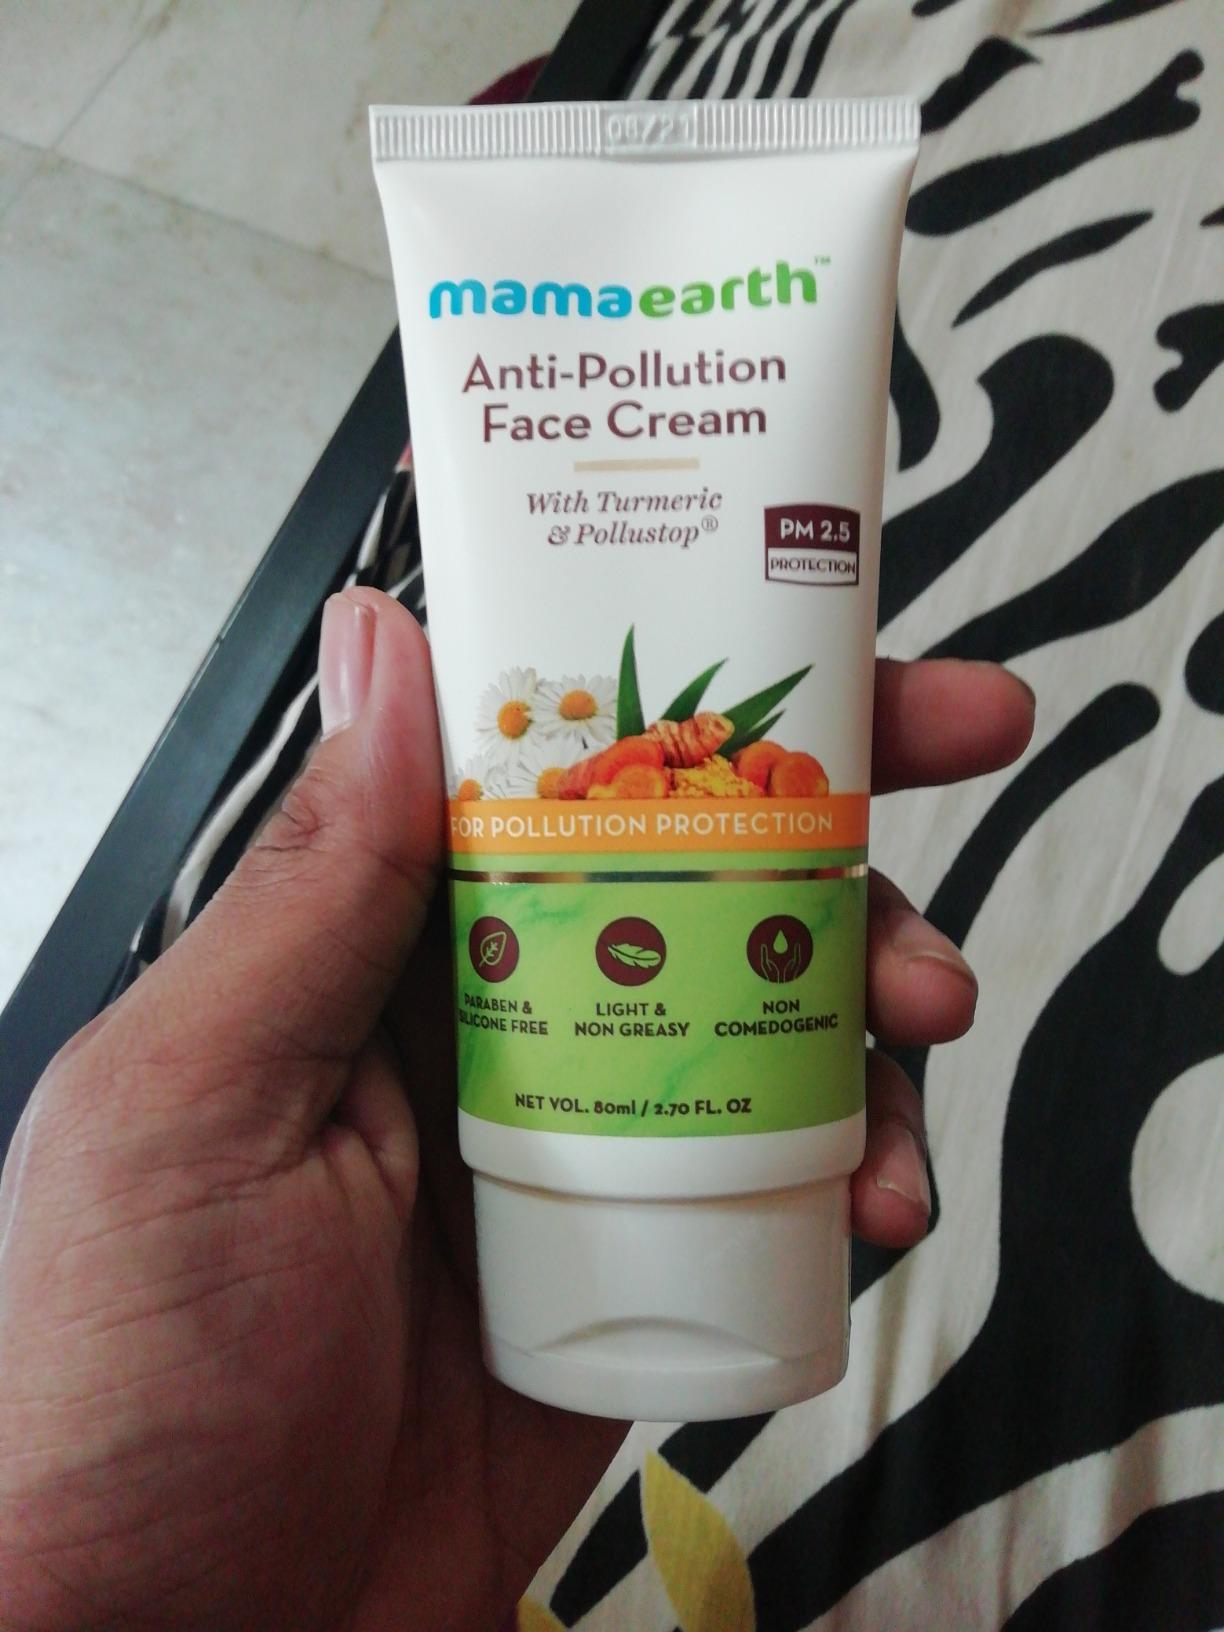 08/21
mamaearth™
Anti-Pollution
Face Cream
With Turmeric
& Pollustop®
PM 2.5
PROTECTION
FOR POLLUTION PROTECTION
PARABEN &
SILICONE FREE
LIGHT &
NON GREASY
NON
COMEDOGENIC
NET VOL. 80ml / 2.70 FL. OZ